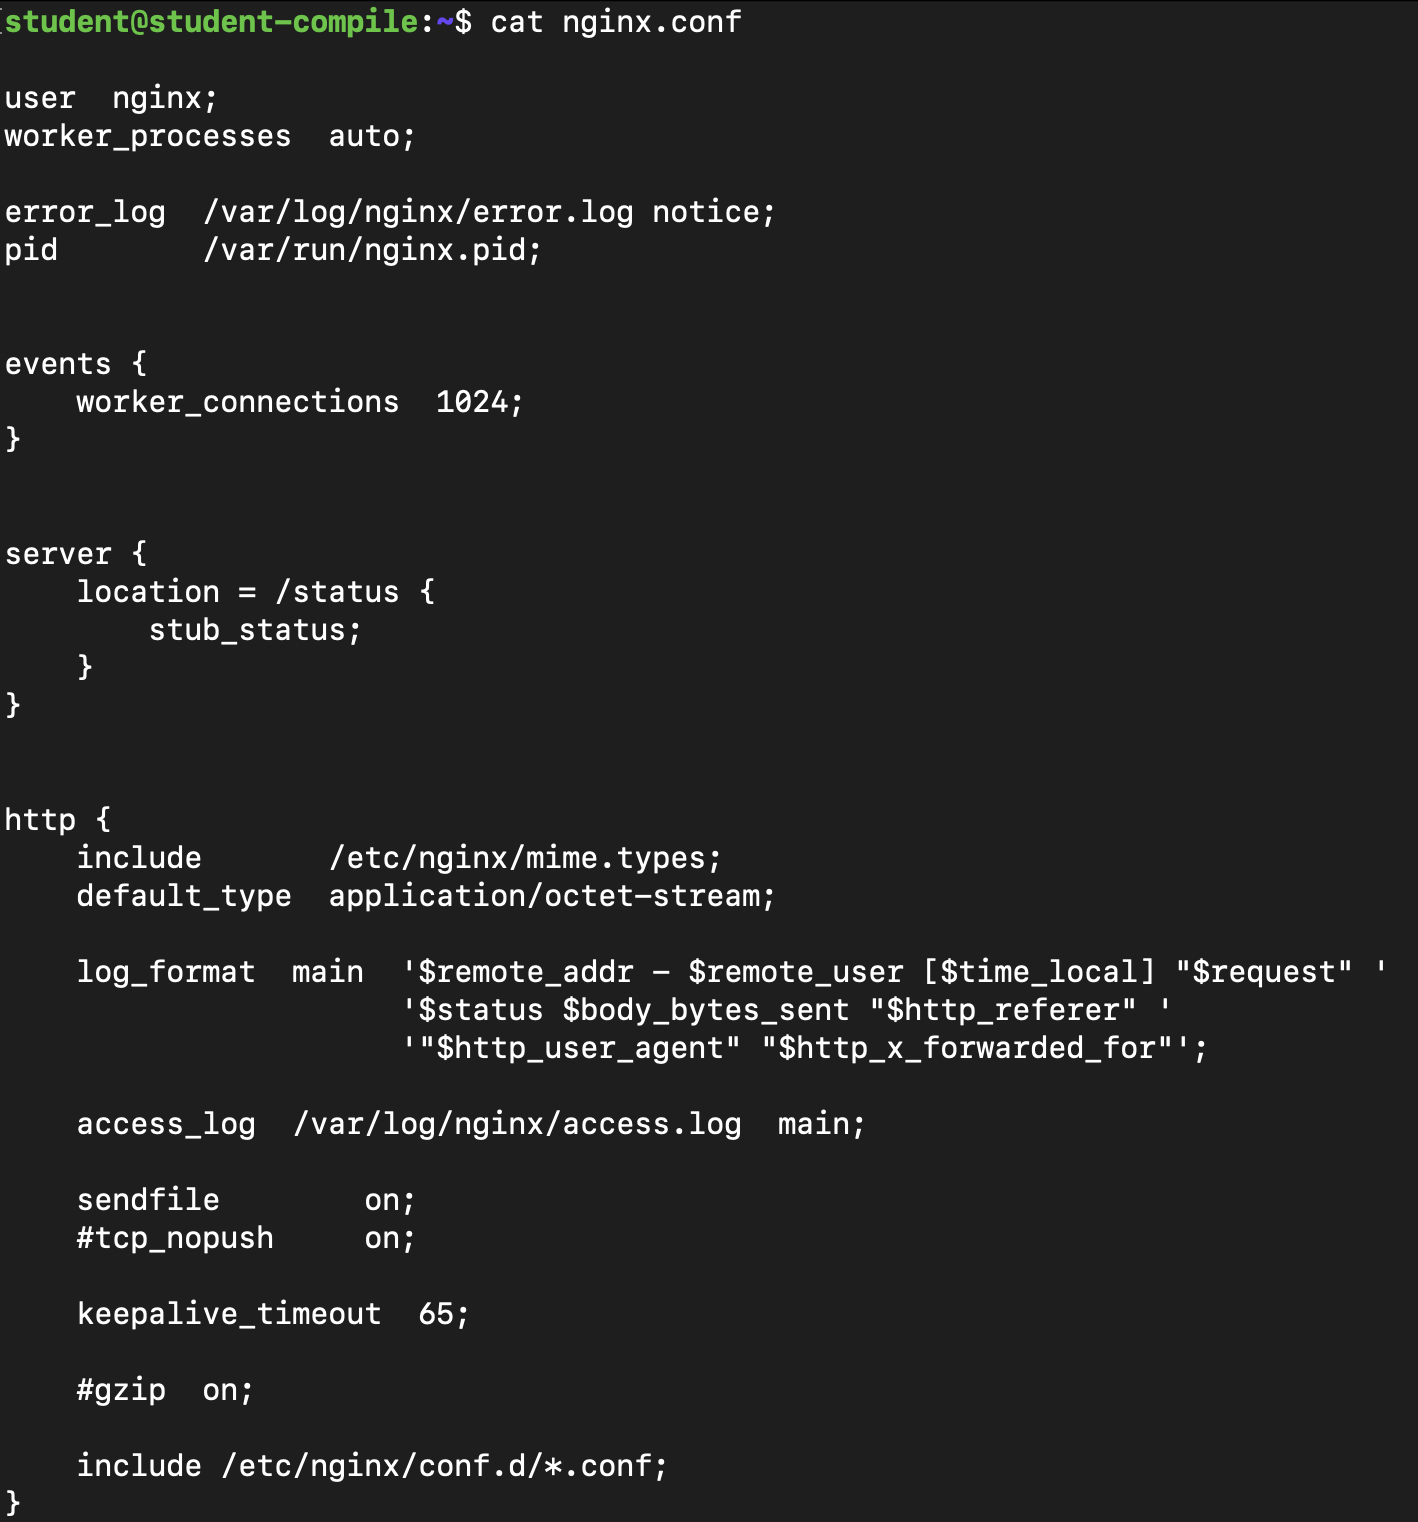 student@student-compile:~$ cat nginx.conf

user  nginx;
worker_processes  auto;

error_log  /var/log/nginx/error.log notice;
pid        /var/run/nginx.pid;


events {
    worker_connections  1024;
}


server {
    location = /status {
        stub_status;
    }
}


http {
    include       /etc/nginx/mime.types;
    default_type  application/octet-stream;

    log_format  main  '$remote_addr - $remote_user [$time_local] "$request" '
                      '$status $body_bytes_sent "$http_referer" '
                      '"$http_user_agent" "$http_x_forwarded_for"';

    access_log  /var/log/nginx/access.log  main;

    sendfile        on;
    #tcp_nopush     on;

    keepalive_timeout  65;

    #gzip  on;

    include /etc/nginx/conf.d/*.conf;
}